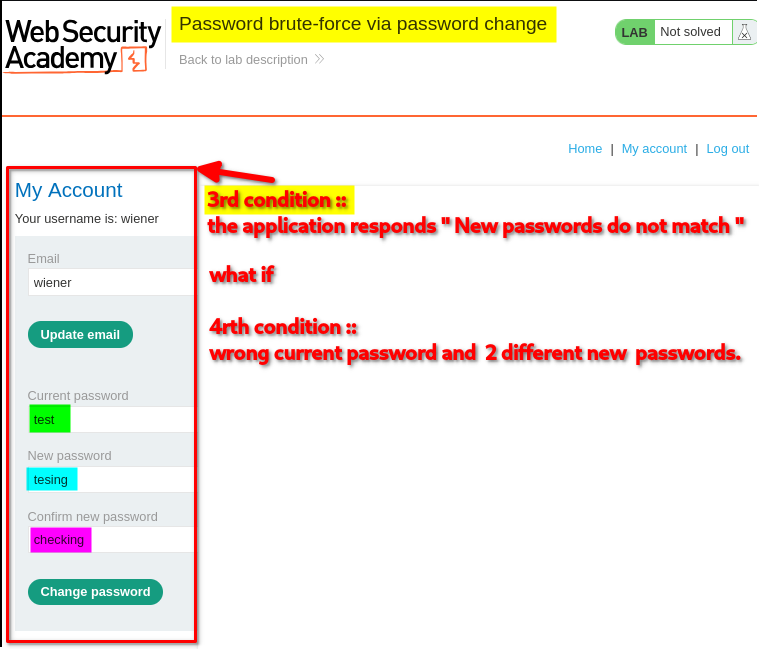 Web Security
Academy
Password brute-force via password change
Back to lab description
LAB Not solved
Home | My account | Log out
My Account
Your username is: wiener
Email
wiener
Update email
Current password
test
New password
tesing
Confirm new password
checking
Change password
3rd condition ::
the application responds " New passwords do not match "
what if
4rth condition ::
wrong current password and 2 different new passwords.